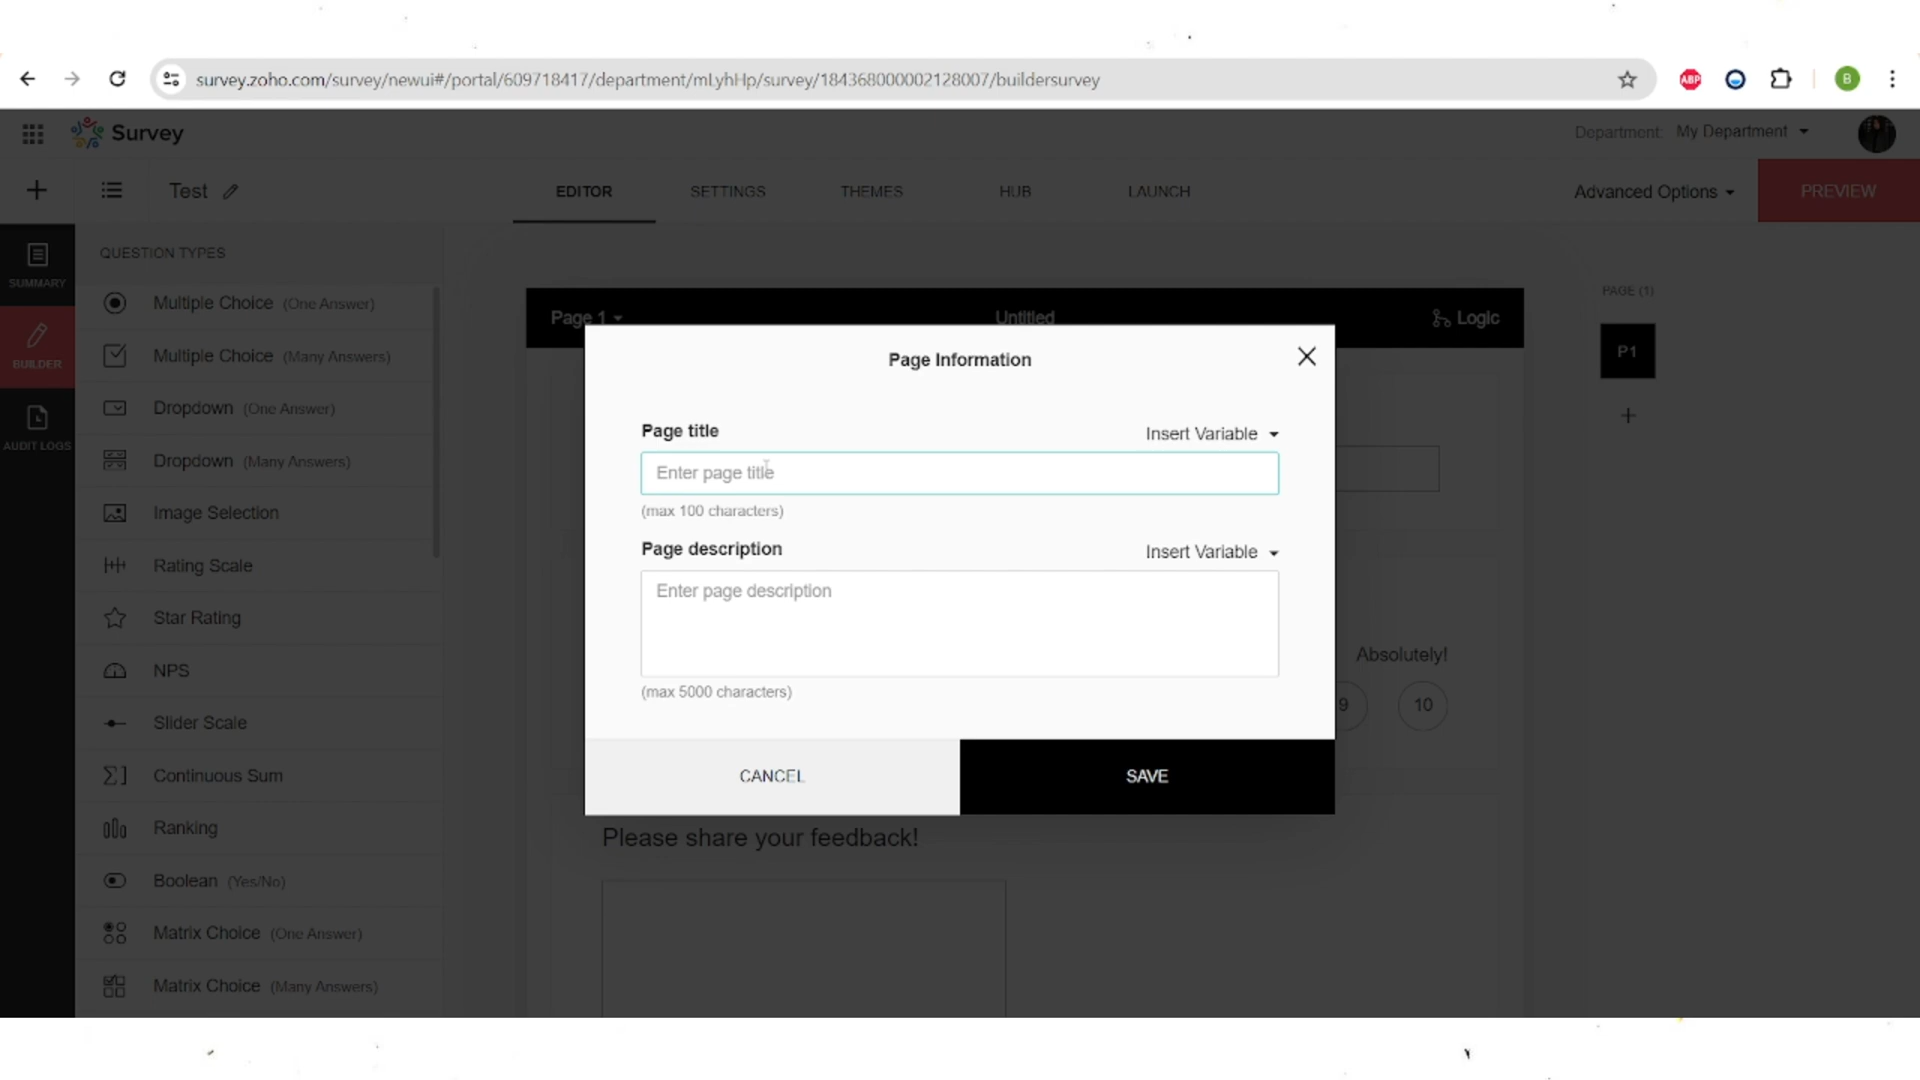 survey.zoho.com/survey/newui#/portal/609718417/department/mLyhHp/survey/184368000002128007/buildersurvey
ABP
B
Survey
Department: My Department
Test
EDITOR
SETTINGS
THEMES
HUB
LAUNCH
Advanced Options
PREVIEW
SUMMARY
BUILDER
AUDIT LOGS
QUESTION TYPES
Multiple Choice (One Answer)
Multiple Choice (Many Answers)
Dropdown (One Answer)
Dropdown (Many Answers)
Image Selection
Rating Scale
Star Rating
NPS
Slider Scale
Continuous Sum
Ranking
Boolean (Yes/No)
Matrix Choice (One Answer)
Matrix Choice (Many Answers)
Page 1
Untitled
Logic
Page Information
Page title
Insert Variable
Enter page title
(max 100 characters)
Page description
Insert Variable
Enter page description
(max 5000 characters)
CANCEL
SAVE
Absolutely!
9
10
Please share your feedback!
PAGE (1)
P1